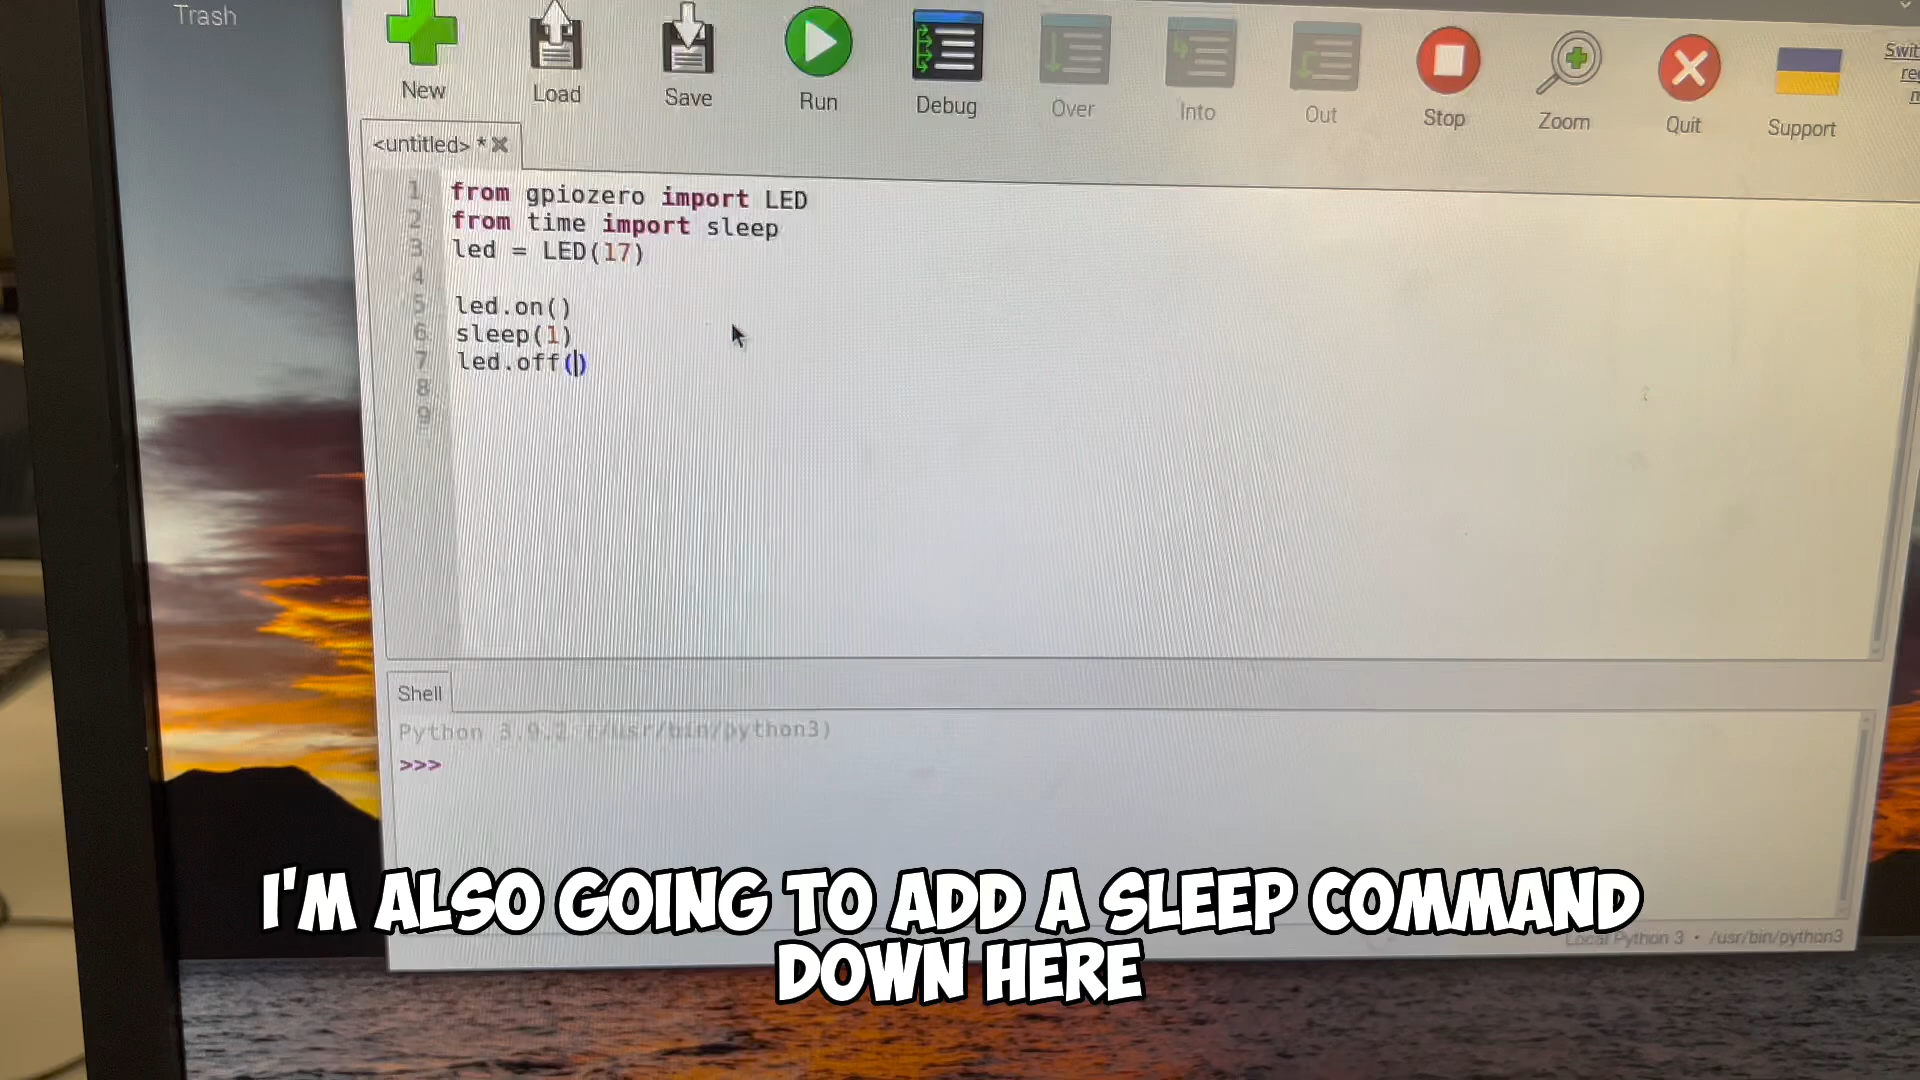 Trash
New
Load
Save
Run
Debug
Over
Into
Out
Stop
Zoom
Quit
Support
<untitled> *
1 from gpiozero import LED
2 from time import sleep
3 led = LED(17)
4
5 led.on()
6 sleep(1)
7 led.off()
8
9
Shell
Python 3.9.2 (/usr/bin/python3)
>>>
I'M ALSO GOING TO ADD A SLEEP COMMAND
DOWN HERE
Local Python 3 • /usr/bin/python3